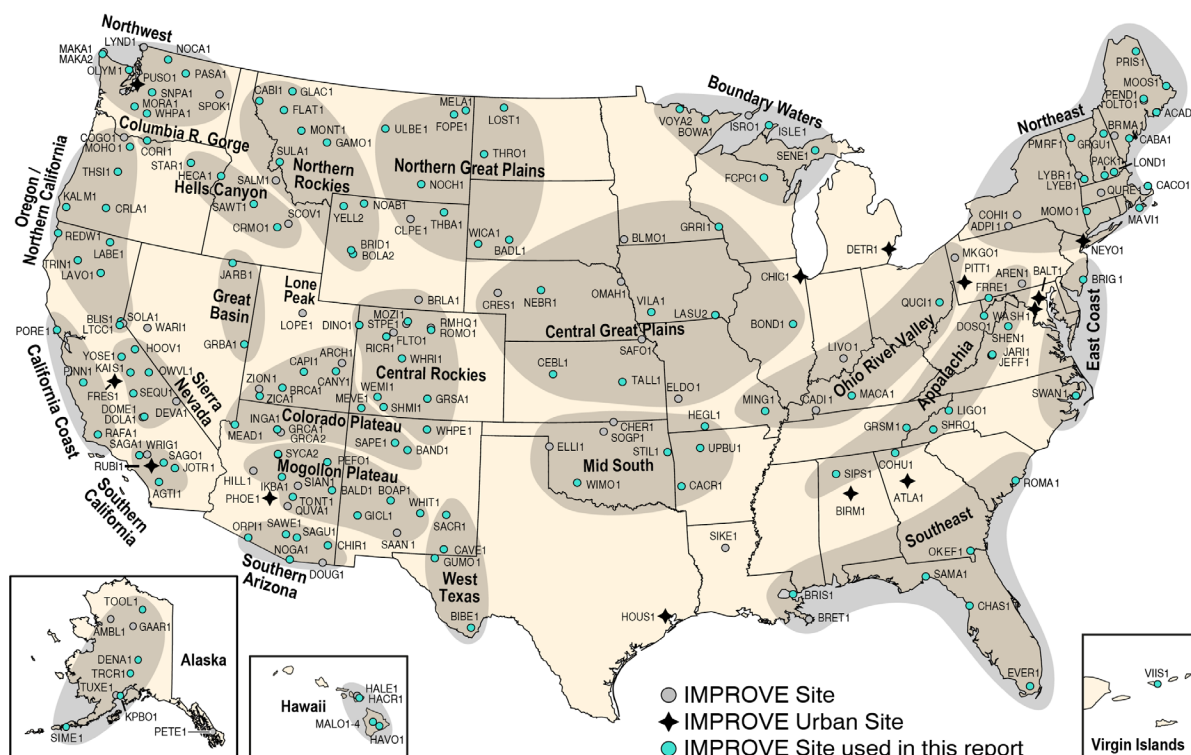 Northwest
LYND1
MAKA1
MAKA2
NOCA1
OLYM1
PUSO1
PASA1
SNPA1
SPOK1
MORA1
WHPA1
Columbia R. Gorge
COGO1
MOHO1
CORI1
STAR1
HECA1
THSI1
Hells Canyon
SALM1
SAWT1
SCOV1
CRMO1
KALM1
CRLA1
Oregon /
Northern California
REDW1
LABE1
TRIN1
LAVO1
CABI1
GLAC1
FLAT1
MONT1
GAMO1
SULA1
Northern
Rockies
YELL2
NOAB1
BRID1
BOLA2
MELA1
FOPE1
LOST1
ULBE1
THRO1
Northern Great Plains
NOCH1
CLPE1
THBA1
WICA1
BADL1
Boundary Waters
VOYA2
BOWA1
ISRO1
ISLE1
SENE1
FCPC1
GRRI1
BLMO1
DETR1
CHIC1
Northeast
PRIS1
MOOS1
PEND1
OLTO1
ACAD
BRMA1
CABA1
PMRF1
GRGU1
PACK1
LOND1
LYBR1
LYEB1
QURE1
CACO1
COHI1
ADPI1
MOMO1
MAVI1
NEYO1
MKGO1
PITT1
AREN1
BALT1
FRRE1
BRIG1
East Coast
QUCI1
WASH1
DOSO1
SHEN1
JARI1
JEFF1
SWAN1
Ohio River Valley
Appalachia
LIVO1
BOND1
MACA1
CADI1
MING1
LIGO1
SHRO1
GRSM1
COHU1
SIPS1
BIRM1
ATLA1
ROMA1
Southeast
OKEF1
SAMA1
CHAS1
EVER1
BRIS1
BRET1
SIKE1
HOUS1
JARB1
Great
Basin
Lone
Peak
LOPE1
GRBA1
BRLA1
CRES1
NEBR1
OMAH1
VILA1
LASU2
Central Great Plains
SAFO1
CEBL1
TALL1
ELDO1
HEGL1
CHER1
SOGP1
ELLI1
STIL1
UPBU1
Mid South
WIMO1
CACR1
BLIS1
LTCC1
SOLA1
WARI1
HOOV1
YOSE1
KAIS1
OWVL1
PORE1
PINN1
FRES1
SEQU1
DOME1
DOLA1
DEVA1
Sierra
Nevada
California Coast
RAFA1
SAGA1
WRIG1
SAGO1
RUBI1
JOTR1
AGTI1
Southern
California
DINO1
MOZI1
STPE1
RMHQ1
ROMO1
FLTO1
RICR1
WHRI1
Central Rockies
ARCH1
CAPI1
CANY1
ZION1
ZICA1
BRCA1
WEMI1
MEVE1
SHMI1
GRSA1
Colorado Plateau
INGA1
GRCA1
GRCA2
MEAD1
WHPE1
SAPE1
BAND1
SYCA2
PEFO1
Mogollon Plateau
HILL1
IKBA1
SIAN1
PHOE1
TONT1
BALD1
BOAP1
QUVA1
GICL1
WHIT1
SACR1
SAAN1
ORPI1
SAWE1
SAGU1
NOGA1
CHIR1
DOUG1
Southern
Arizona
CAVE1
GUMO1
West
Texas
BIBE1
TOOL1
AMBL1
GAAR1
DENA1
TRCR1
TUXE1
KPBO1
SIME1
PETE1
Alaska
Hawaii
HALE1
HACR1
MALO1-4
HAVO1
IMPROVE Site
IMPROVE Urban Site
IMPROVE Site used in this report
VIIS1
Virgin Islands